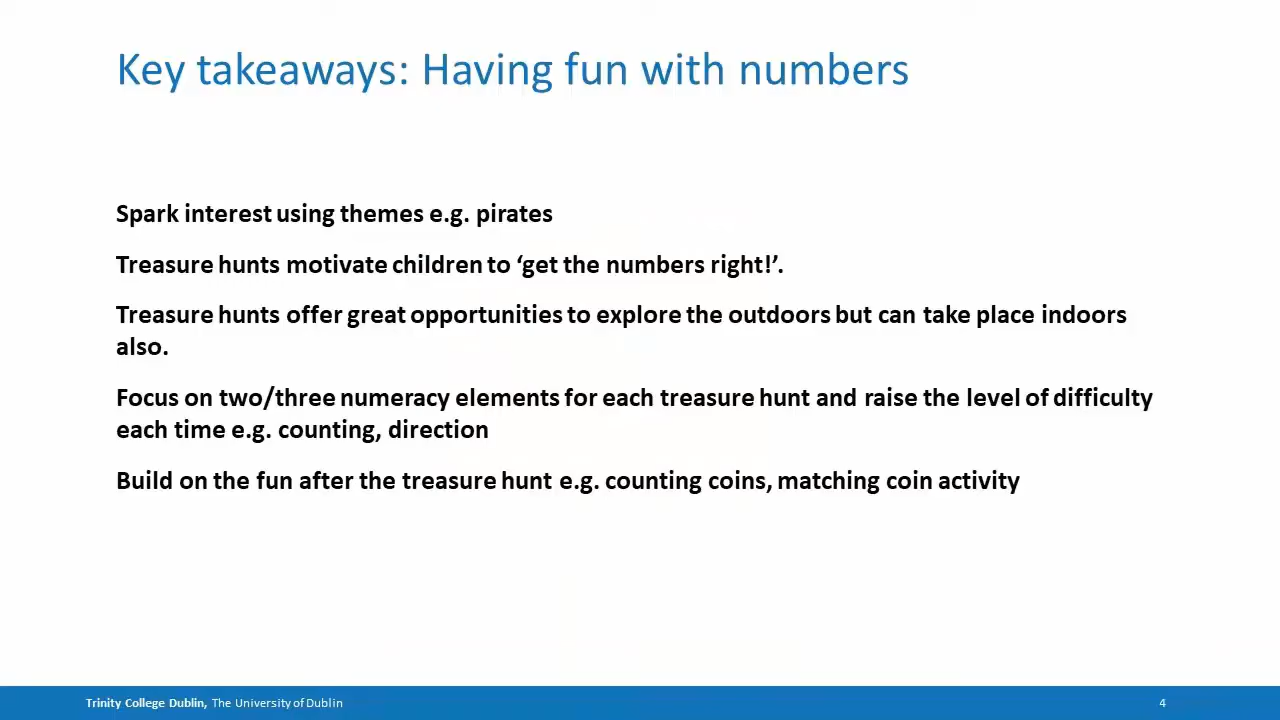 Key takeaways: Having fun with numbers
Spark interest using themes e.g. pirates
Treasure hunts motivate children to ‘get the numbers right!’.
Treasure hunts offer great opportunities to explore the outdoors but can take place indoors
also.
Focus on two/three numeracy elements for each treasure hunt and raise the level of difficulty
each time e.g. counting, direction
Build on the fun after the treasure hunt e.g. counting coins, matching coin activity
Trinity College Dublin, The University of Dublin
4